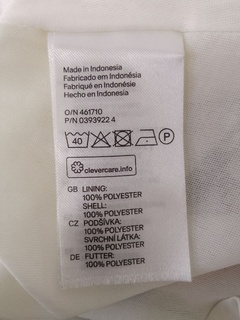 Made in Indonesia
Fabricado em Indonésia
Fabriqué en Indonésie
Hecho en Indonesia
O/N 461710
P/N 0393922 4
40 P
clevercare.info
GB LINING:
100% POLYESTER
SHELL:
100% POLYESTER
CZ PODŠÍVKA:
100% POLYESTER
SVRCHNÍ LÁTKA:
100% POLYESTER
DE FUTTER:
100% POLYESTER